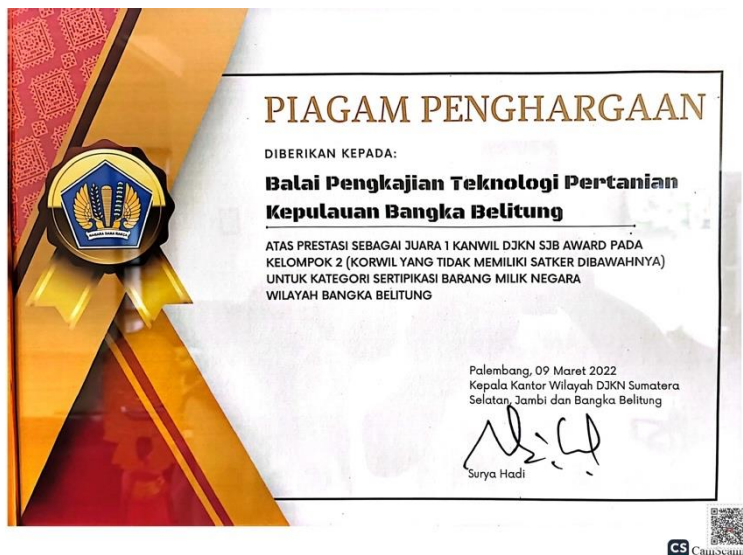 PIAGAM PENGHARGAAN
DIBERIKAN KEPADA:
Balai Pengkajian Teknologi Pertanian
Kepulauan Bangka Belitung
ATAS PRESTASI SEBAGAI JUARA 1 KANWIL DJKN SJB AWARD PADA
KELOMPOK 2 (KORWIL YANG TIDAK MEMILIKI SATKER DIBAWAHNYA)
UNTUK KATEGORI SERTIPIKASI BARANG MILIK NEGARA
WILAYAH BANGKA BELITUNG
Palembang, 09 Maret 2022
Kepala Kantor Wilayah DJKN Sumatera
Selatan, Jambi dan Bangka Belitung
Surya Hadi
CS